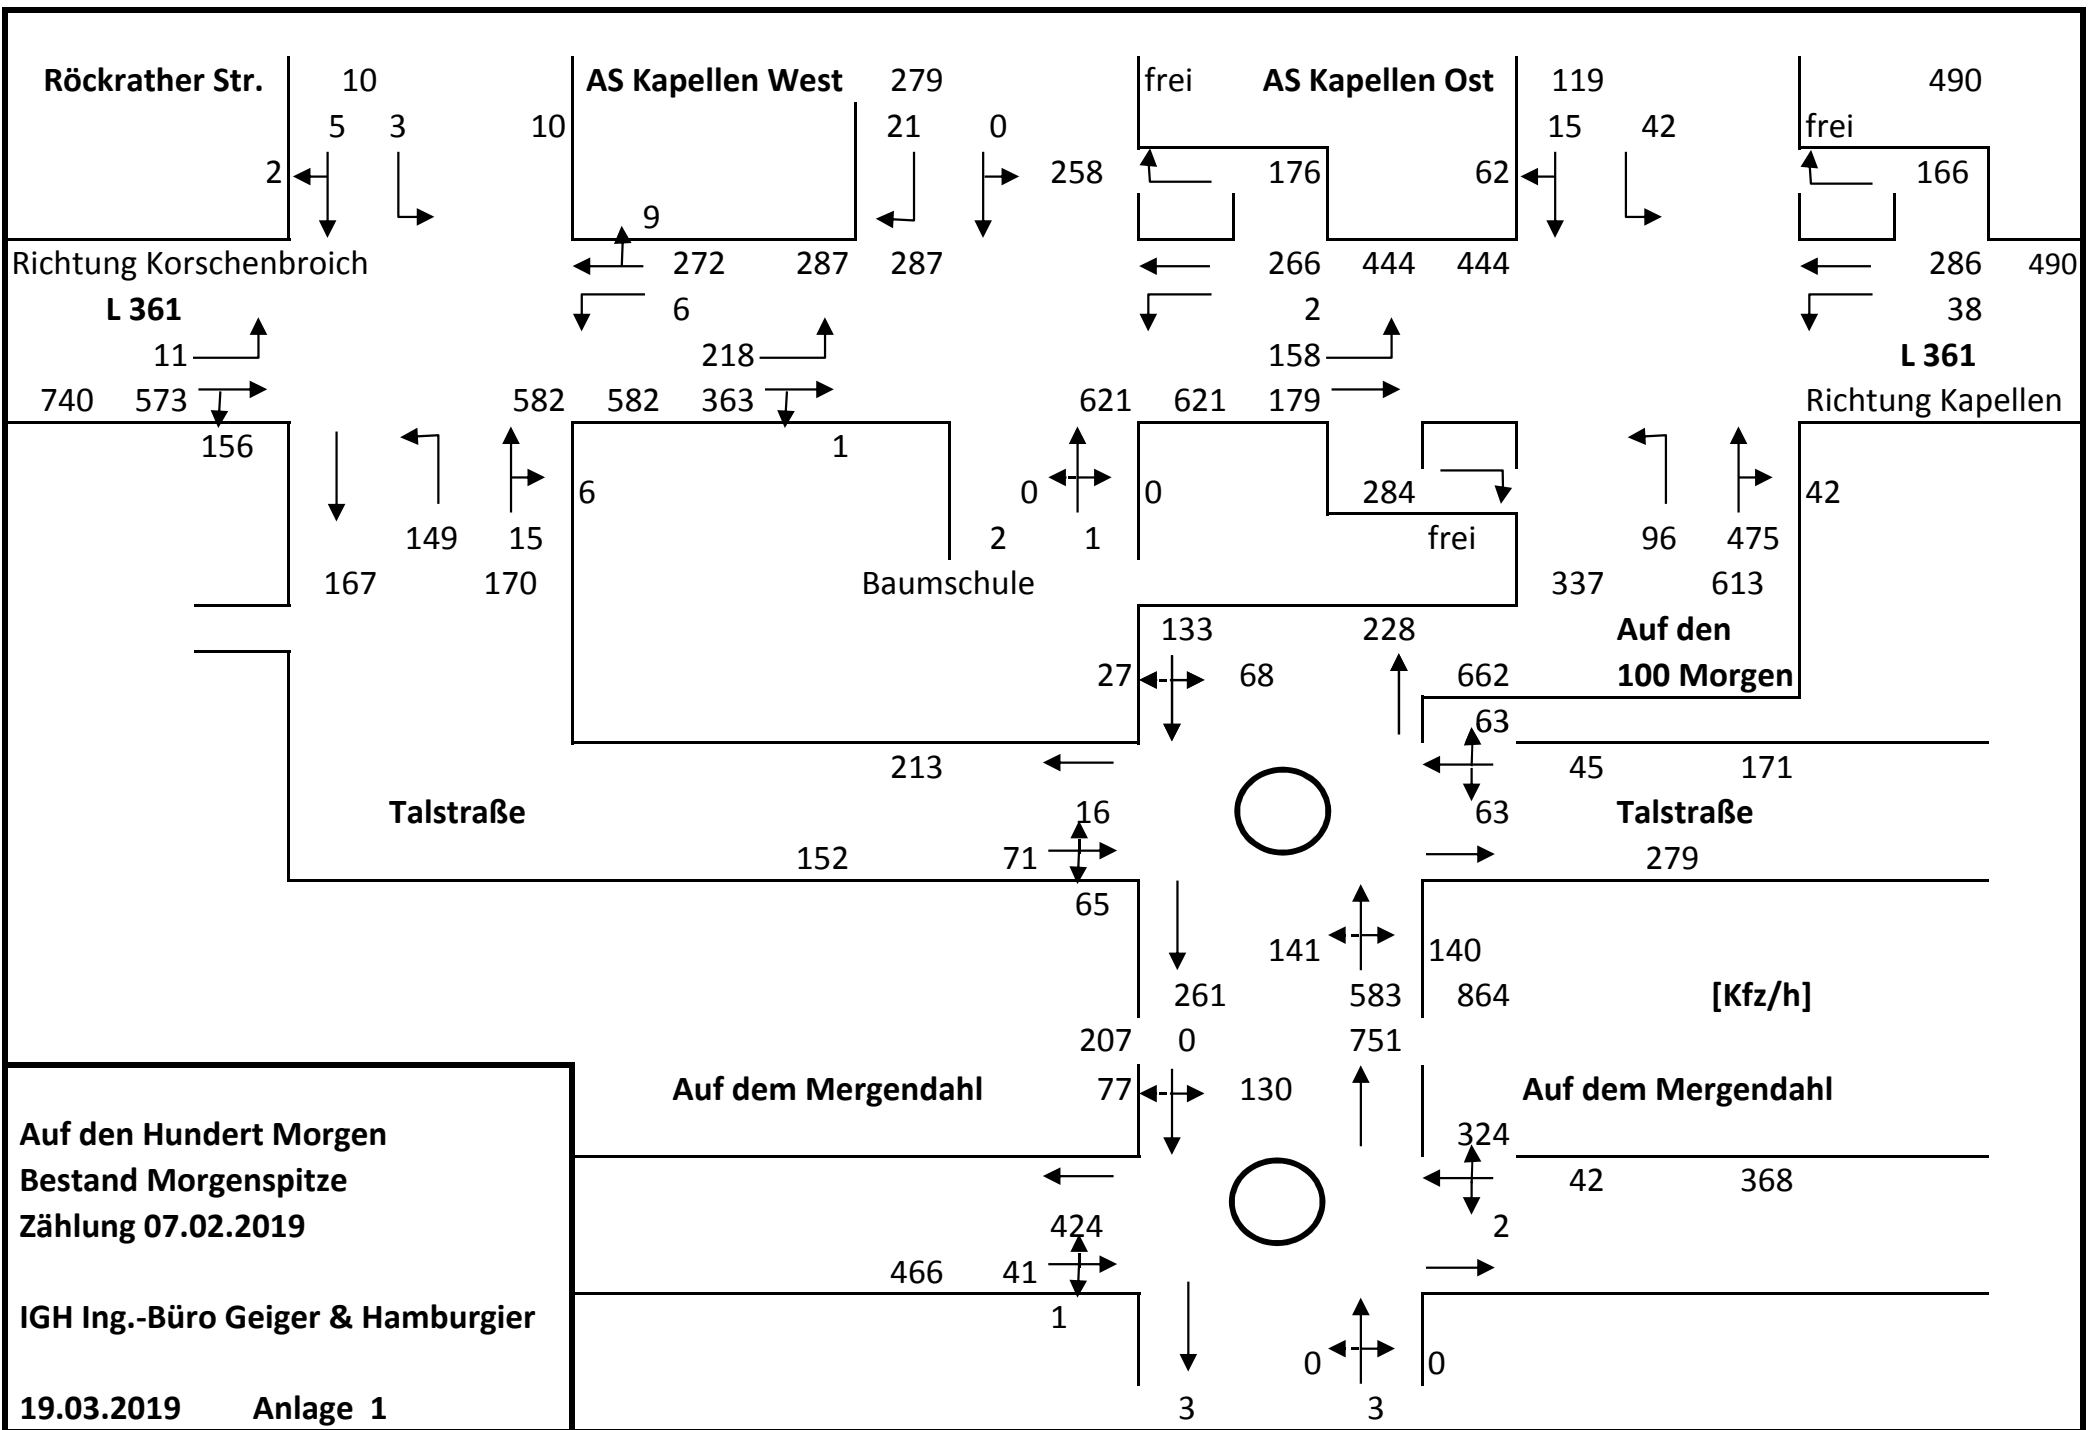 Röckrather Str. 10 AS Kapellen West 279 frei AS Kapellen Ost 119 490
5 3 10 21 0 15 42 frei
2 258 176 62 166
9
Richtung Korschenbroich 272 287 287 266 444 444 286 490
L 361 6 2 38
11 218 158 L 361
740 573 582 582 363 621 621 179 Richtung Kapellen
156 1
6 0 0 284 42
149 15 2 1 frei 96 475
167 170 Baumschule 337 613
133 228 Auf den
27 68 662 100 Morgen
63
213 45 171
Talstraße 16 63 Talstraße
152 71 279
65
141 140
261 583 864 [Kfz/h]
207 0 751
Auf dem Mergendahl 77 130 Auf dem Mergendahl
Auf den Hundert Morgen 324
Bestand Morgenspitze 42 368
Zählung 07.02.2019 424 2
466 41
IGH Ing.-Büro Geiger & Hamburgier 1
0 0
19.03.2019 Anlage 1 3 3